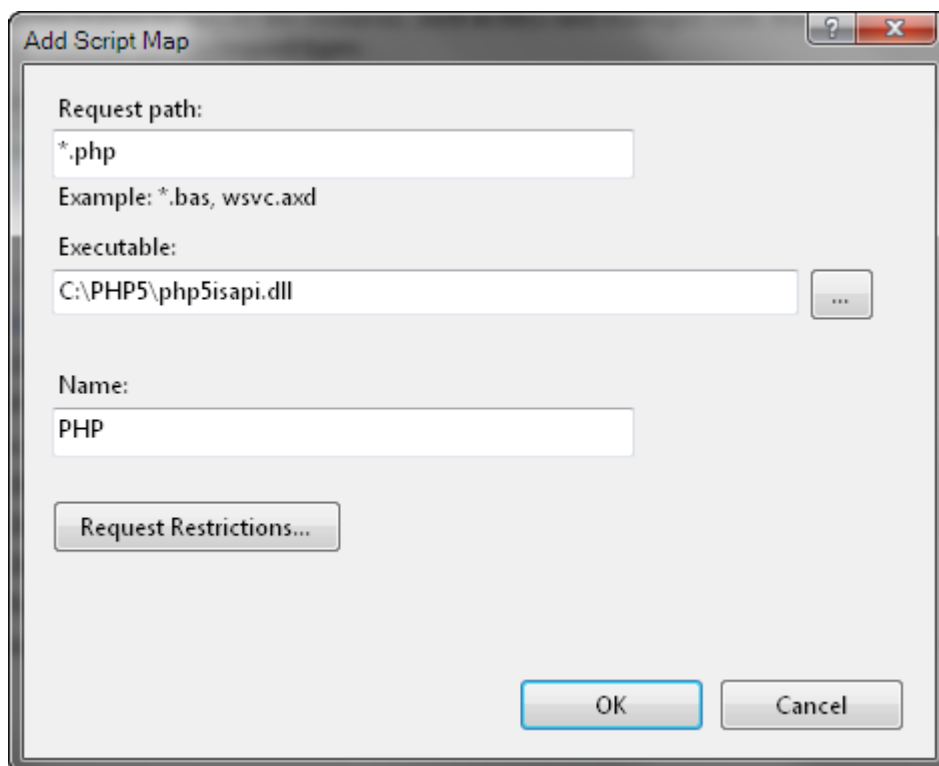 Add Script Map
?
Request path:
*.php
Example: *.bas, wsvc.axd
Executable:
C:\PHP5\php5isapi.dll
...
Name:
PHP
Request Restrictions...
OK
Cancel